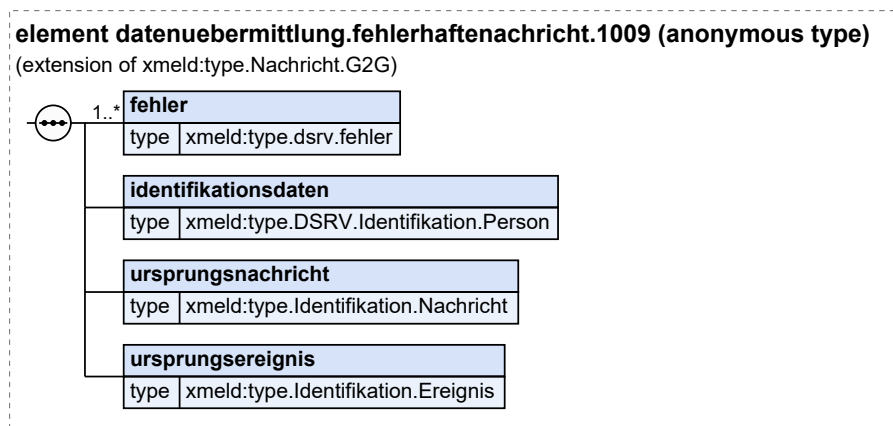 element datenuebermittlung.fehlerhaftenachricht.1009 (anonymous type)
(extension of xmeld:type.Nachricht.G2G)
1..* fehler
type xmeld:type.dsrv.fehler
identifikationsdaten
type xmeld:type.DSRV.Identifikation.Person
ursprungsnachricht
type xmeld:type.Identifikation.Nachricht
ursprungsereignis
type xmeld:type.Identifikation.Ereignis